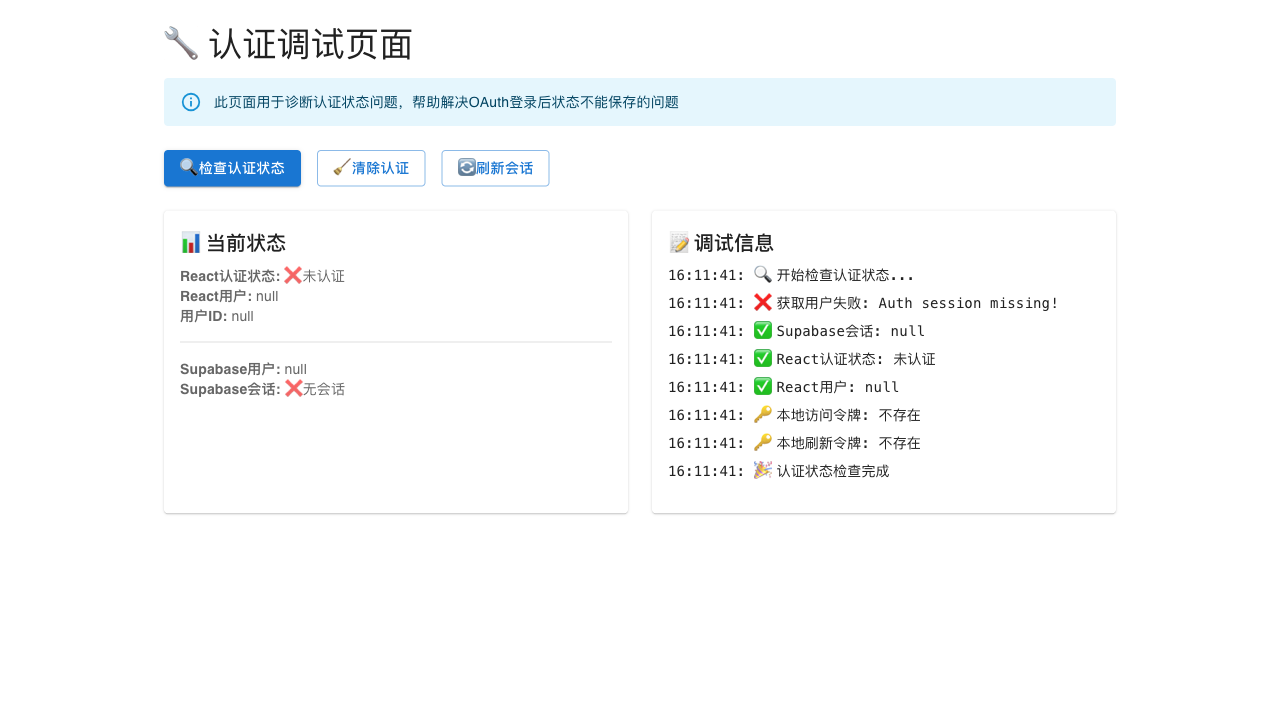 🔧 认证调试页面
此页面用于诊断认证状态问题，帮助解决OAuth登录后状态不能保存的问题
🔍检查认证状态
🧹清除认证
🔄刷新会话
📊 当前状态
React认证状态: ❌未认证
React用户: null
用户ID: null
Supabase用户: null
Supabase会话: ❌无会话
📝 调试信息
16:11:41: 🔍 开始检查认证状态...
16:11:41: ❌ 获取用户失败: Auth session missing!
16:11:41: ✅ Supabase会话: null
16:11:41: ✅ React认证状态: 未认证
16:11:41: ✅ React用户: null
16:11:41: 🔑 本地访问令牌: 不存在
16:11:41: 🔑 本地刷新令牌: 不存在
16:11:41: 🎉 认证状态检查完成